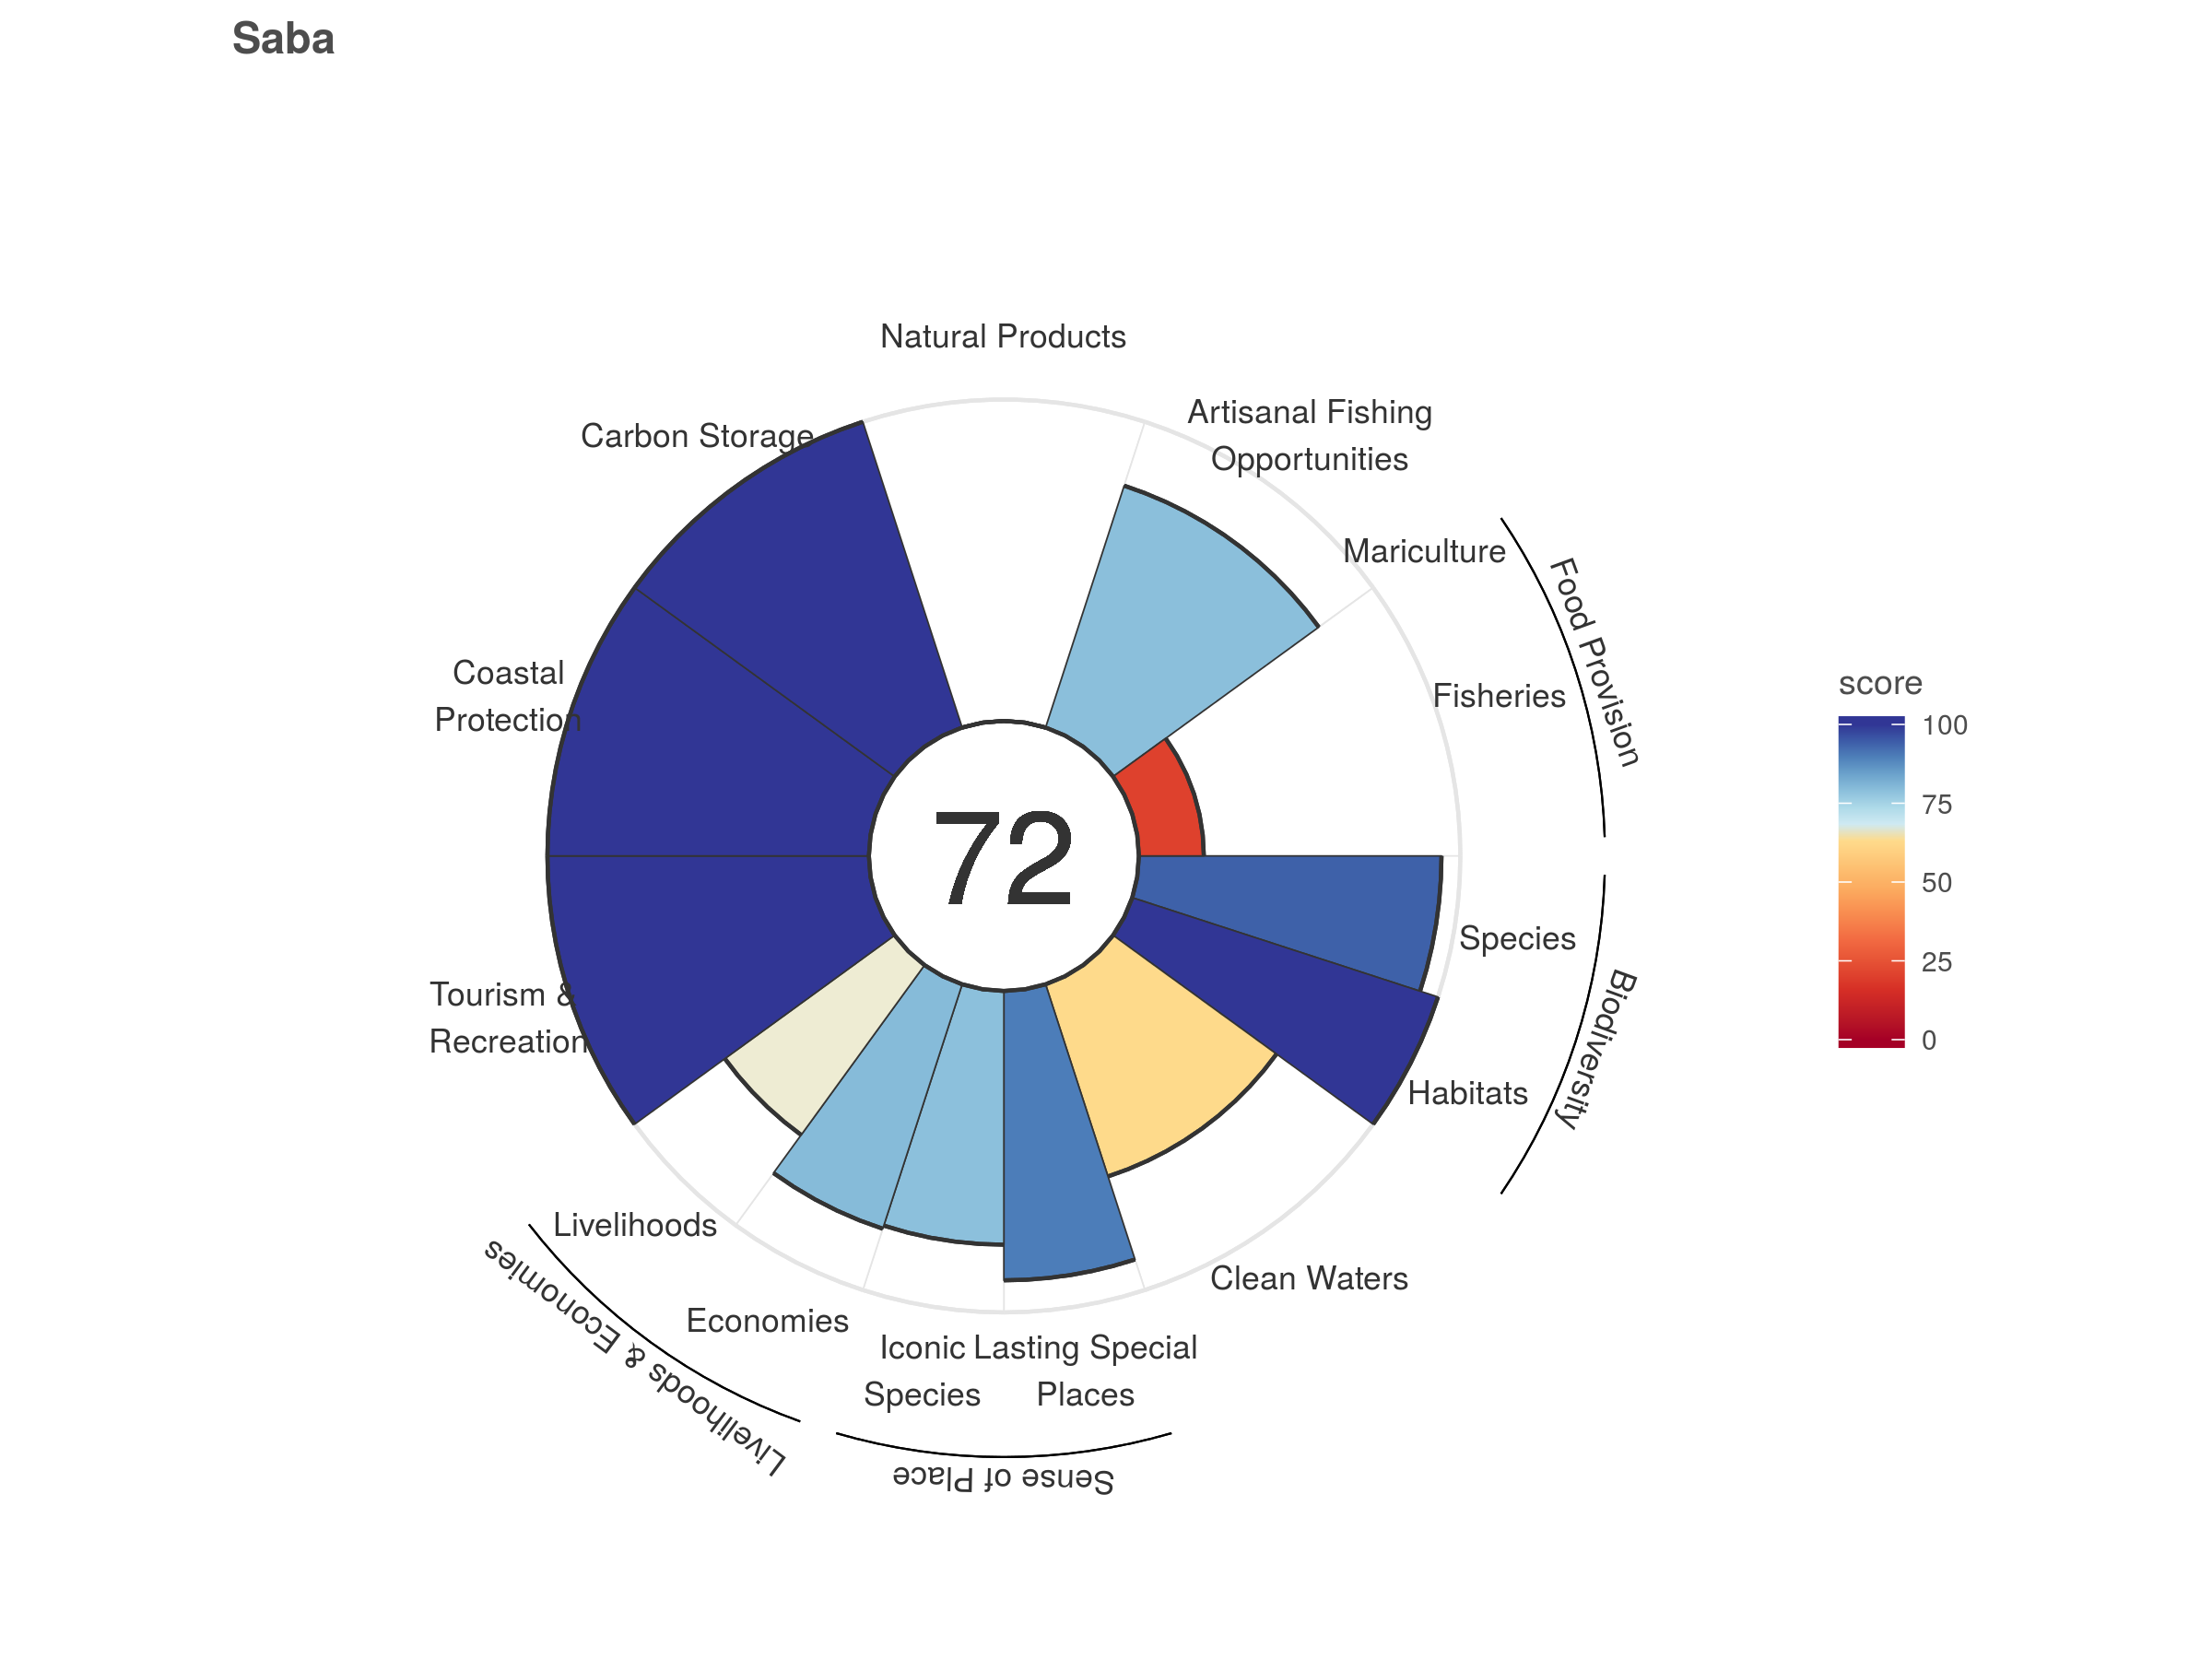 Saba
Natural Products
Artisanal Fishing
Opportunities
Carbon Storage
Mariculture
Food Provision
Fisheries
Coastal
Protection
score
100
75
50
25
0
72
Species
Biodiversity
Tourism &
Recreation
Habitats
Livelihoods
Livelihoods & Economies
Clean Waters
Economies
Iconic
Species
Lasting Special
Places
Sense of Place